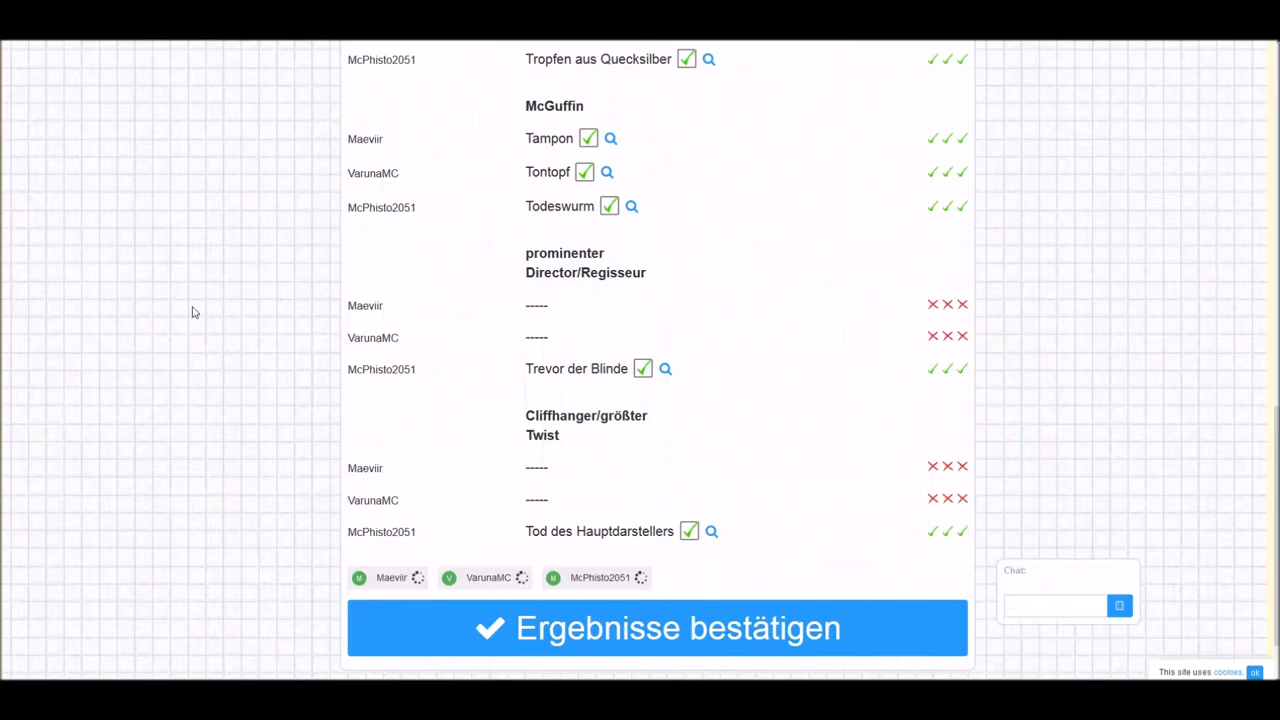 McPhisto2051 Tropfen aus Quecksilber
McGuffin
Maeviir Tampon
VarunaMC Tontopf
McPhisto2051 Todeswurm
prominenter
Director/Regisseur
Maeviir -----
VarunaMC -----
McPhisto2051 Trevor der Blinde
Cliffhanger/größter
Twist
Maeviir -----
VarunaMC -----
McPhisto2051 Tod des Hauptdarstellers
M Maeviir V VarunaMC M McPhisto2051
Ergebnisse bestätigen
Chat:
This site uses cookies. ok